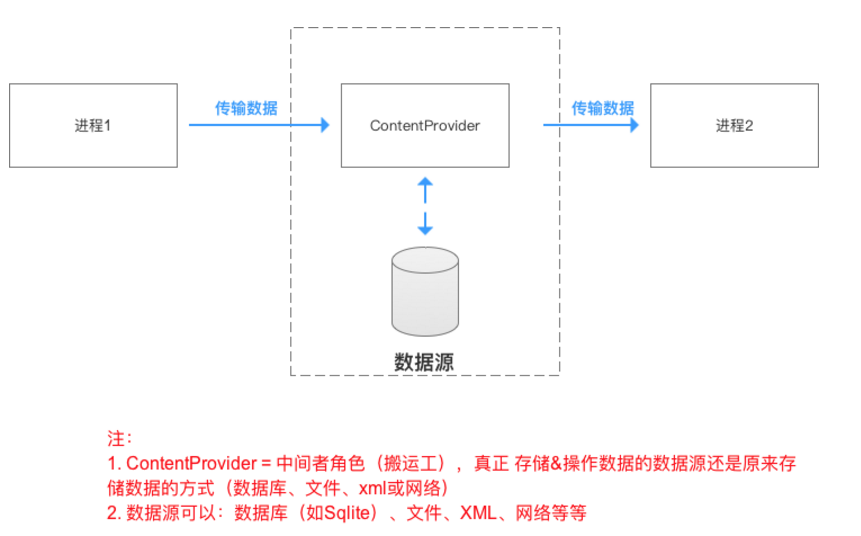 传输数据
传输数据
进程1
ContentProvider
进程2
数据源
注：
1. ContentProvider = 中间者角色（搬运工），真正 存储&操作数据的数据源还是原来存
储数据的方式（数据库、文件、xml或网络）
2. 数据源可以：数据库（如Sqlite）、文件、XML、网络等等